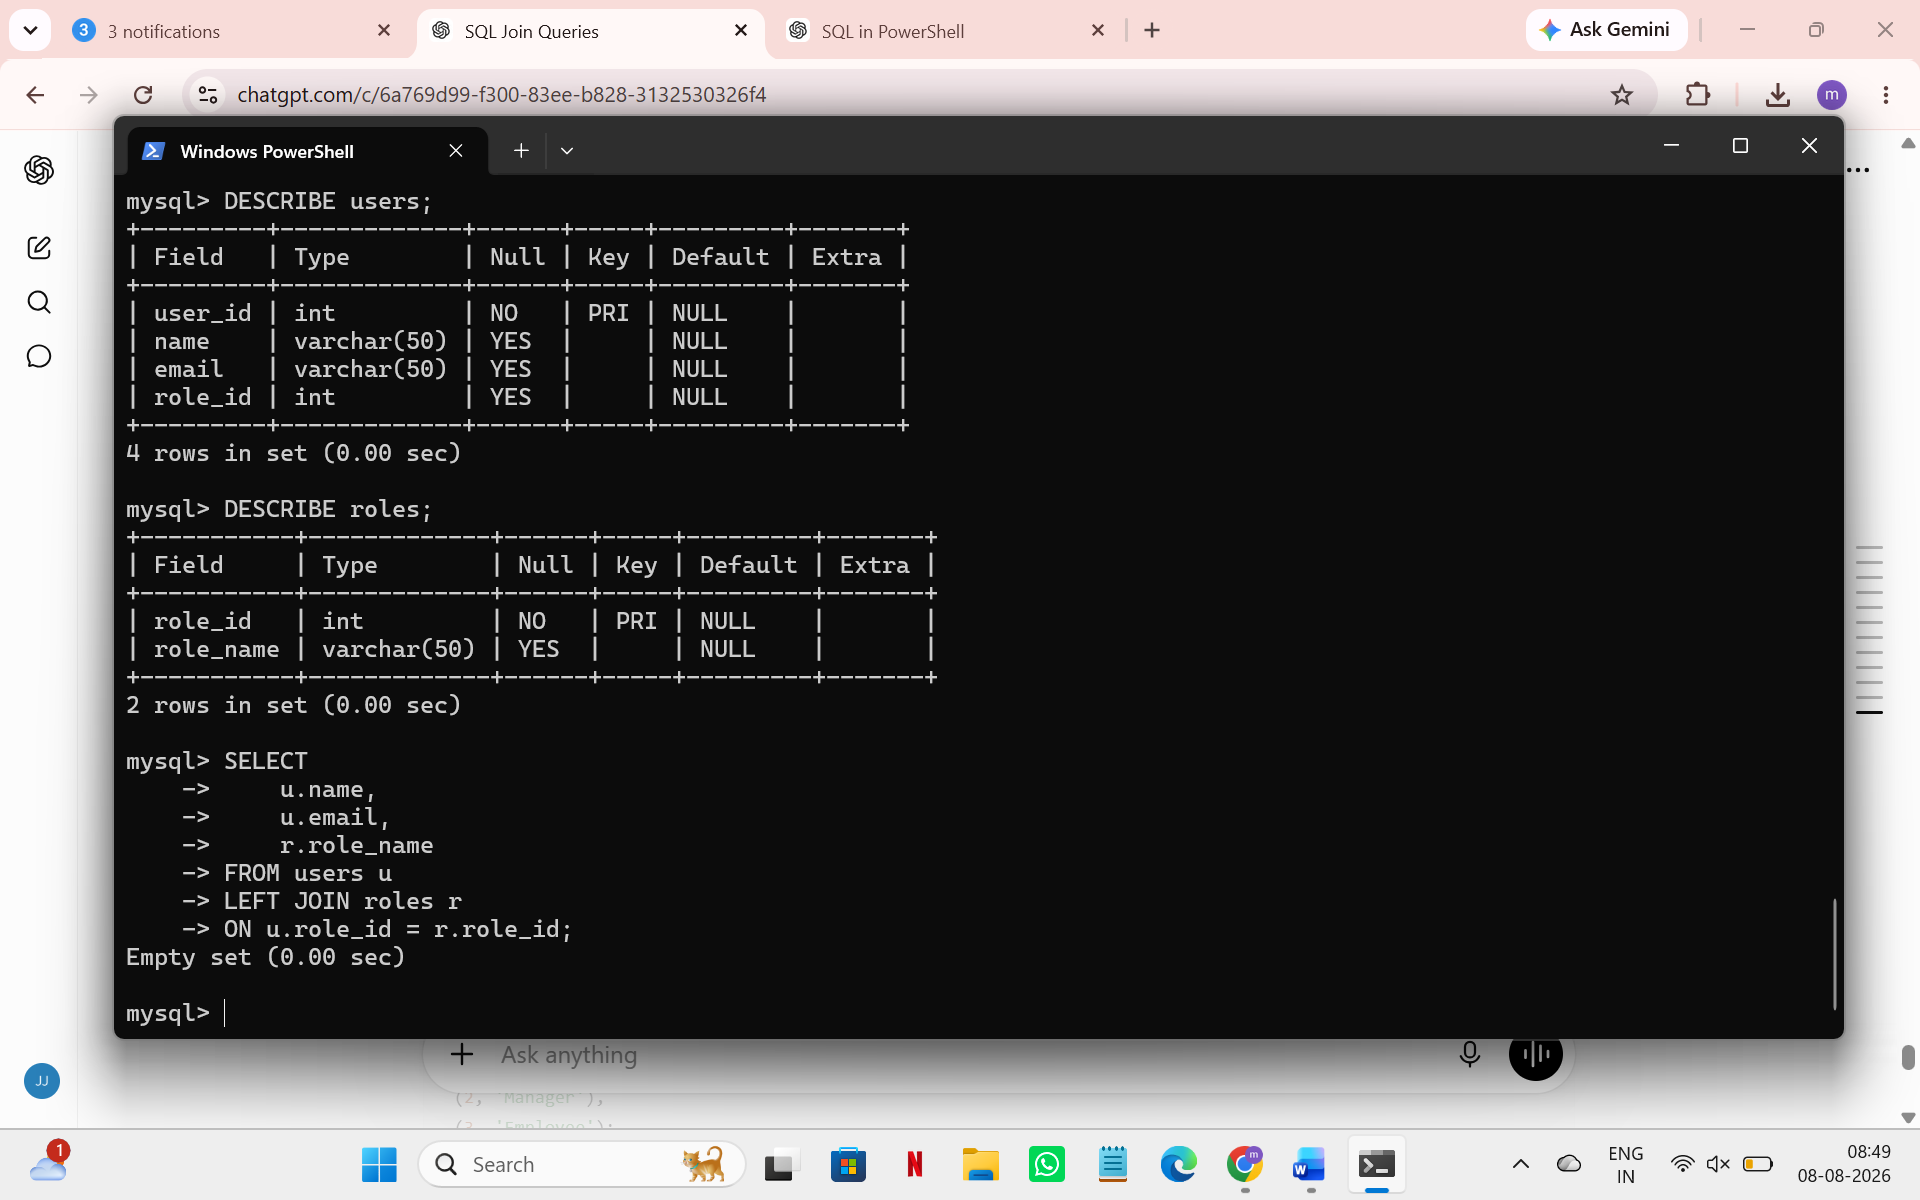 3 3 notifications
SQL Join Queries
SQL in PowerShell
Ask Gemini
chatgpt.com/c/6a769d99-f300-83ee-b828-3132530326f4
m
Windows PowerShell
mysql> DESCRIBE users;
+---------+-------------+------+-----+---------+-------+
| Field   | Type        | Null | Key | Default | Extra |
+---------+-------------+------+-----+---------+-------+
| user_id | int         | NO   | PRI | NULL    |       |
| name    | varchar(50) | YES  |     | NULL    |       |
| email   | varchar(50) | YES  |     | NULL    |       |
| role_id | int         | YES  |     | NULL    |       |
+---------+-------------+------+-----+---------+-------+
4 rows in set (0.00 sec)
mysql> DESCRIBE roles;
+-----------+-------------+------+-----+---------+-------+
| Field     | Type        | Null | Key | Default | Extra |
+-----------+-------------+------+-----+---------+-------+
| role_id   | int         | NO   | PRI | NULL    |       |
| role_name | varchar(50) | YES  |     | NULL    |       |
+-----------+-------------+------+-----+---------+-------+
2 rows in set (0.00 sec)
mysql> SELECT
    ->     u.name,
    ->     u.email,
    ->     r.role_name
    -> FROM users u
    -> LEFT JOIN roles r
    -> ON u.role_id = r.role_id;
Empty set (0.00 sec)
mysql>
Ask anything
JJ
(2, 'Manager'),
(3, 'Employee');
1
Search
m
W
ENG
IN
08:49
08-08-2026